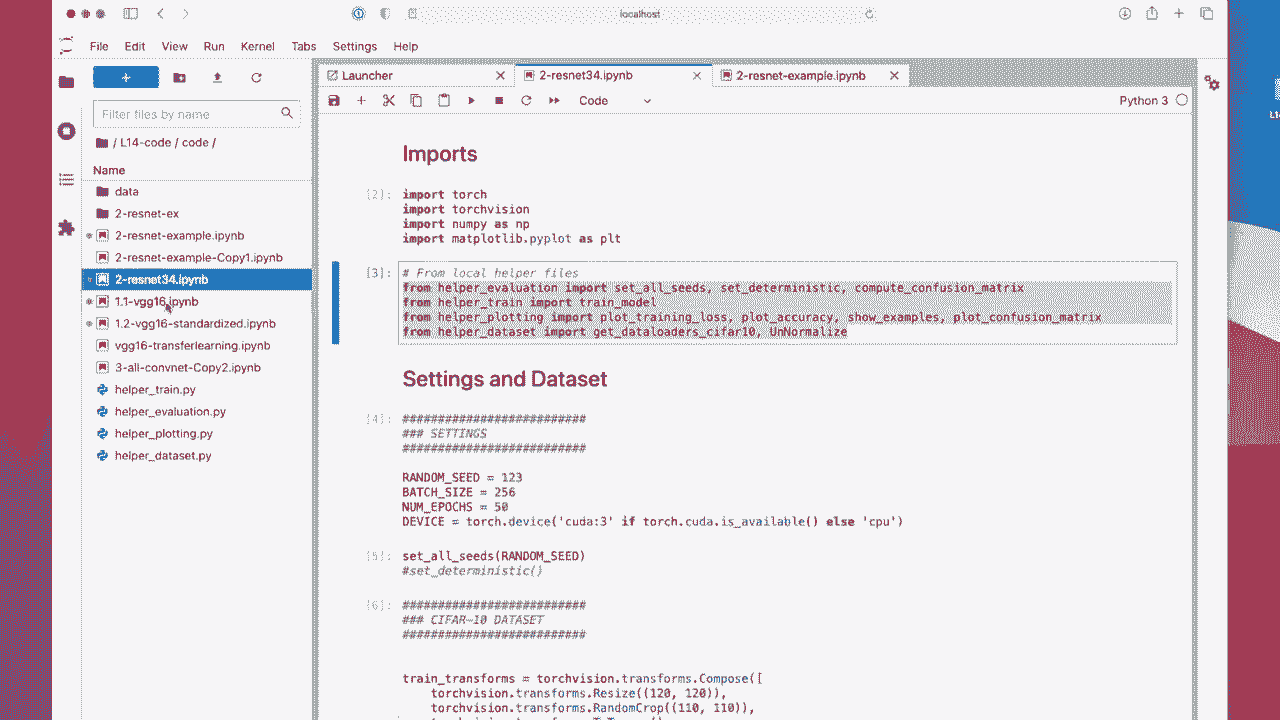 localhost
File Edit View Run Kernel Tabs Settings Help
Launcher
2-resnet34.ipynb
2-resnet-example.ipynb
Code
Python 3
Filter files by name
/ L14-code / code /
Name
data
2-resnet-ex
2-resnet-example.ipynb
2-resnet-example-Copy1.ipynb
2-resnet34.ipynb
1.1-vgg16.ipynb
1.2-vgg16-standardized.ipynb
vgg16-transferlearning.ipynb
3-all-convnet-Copy2.ipynb
helper_train.py
helper_evaluation.py
helper_plotting.py
helper_dataset.py
Imports
[2]:
import torch
import torchvision
import numpy as np
import matplotlib.pyplot as plt
[3]:
# From local helper files
from helper_evaluation import set_all_seeds, set_deterministic, compute_confusion_matrix
from helper_train import train_model
from helper_plotting import plot_training_loss, plot_accuracy, show_examples, plot_confusion_matrix
from helper_dataset import get_dataloaders_cifar10, UnNormalize
Settings and Dataset
[4]:
##########################
### SETTINGS
##########################
RANDOM_SEED = 123
BATCH_SIZE = 256
NUM_EPOCHS = 50
DEVICE = torch.device('cuda:3' if torch.cuda.is_available() else 'cpu')
[5]:
set_all_seeds(RANDOM_SEED)
#set_deterministic()
[6]:
##########################
### CIFAR-10 DATASET
##########################
train_transforms = torchvision.transforms.Compose([
torchvision.transforms.Resize((120, 120)),
torchvision.transforms.RandomCrop((110, 110)),